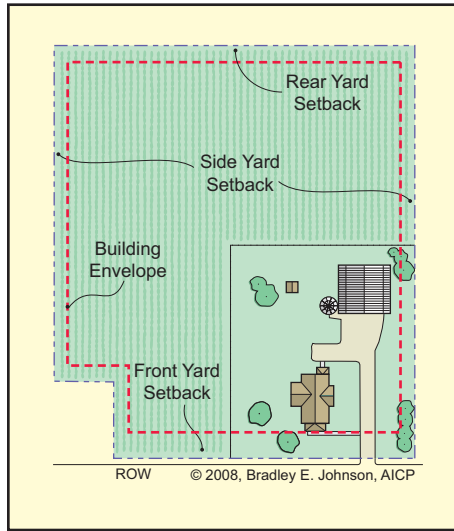 Rear Yard
Setback
Side Yard
Setback
Building
Envelope
Front Yard
Setback
ROW
© 2008, Bradley E. Johnson, AICP